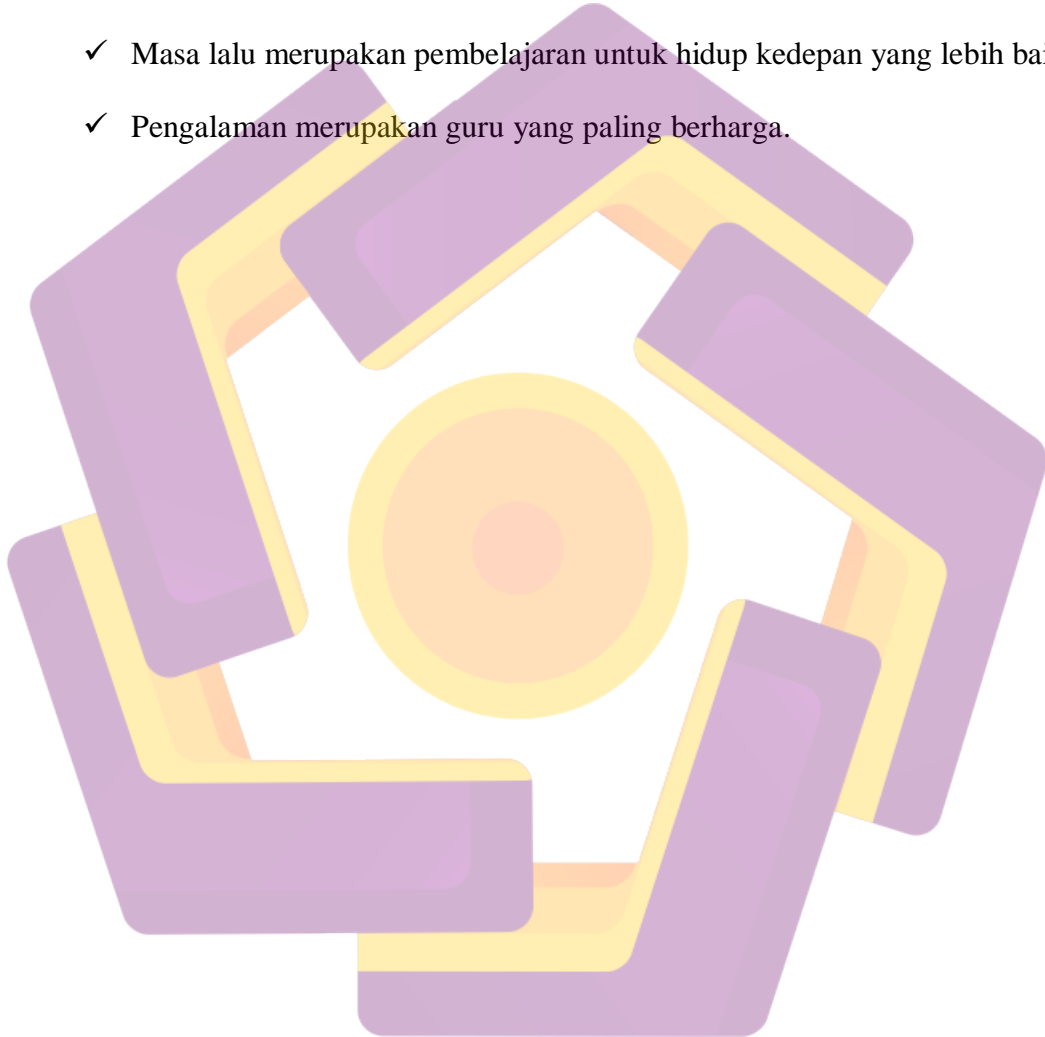 ✓ Masa lalu merupakan pembelajaran untuk hidup kedepan yang lebih bai
✓ Pengalaman merupakan guru yang paling berharga.